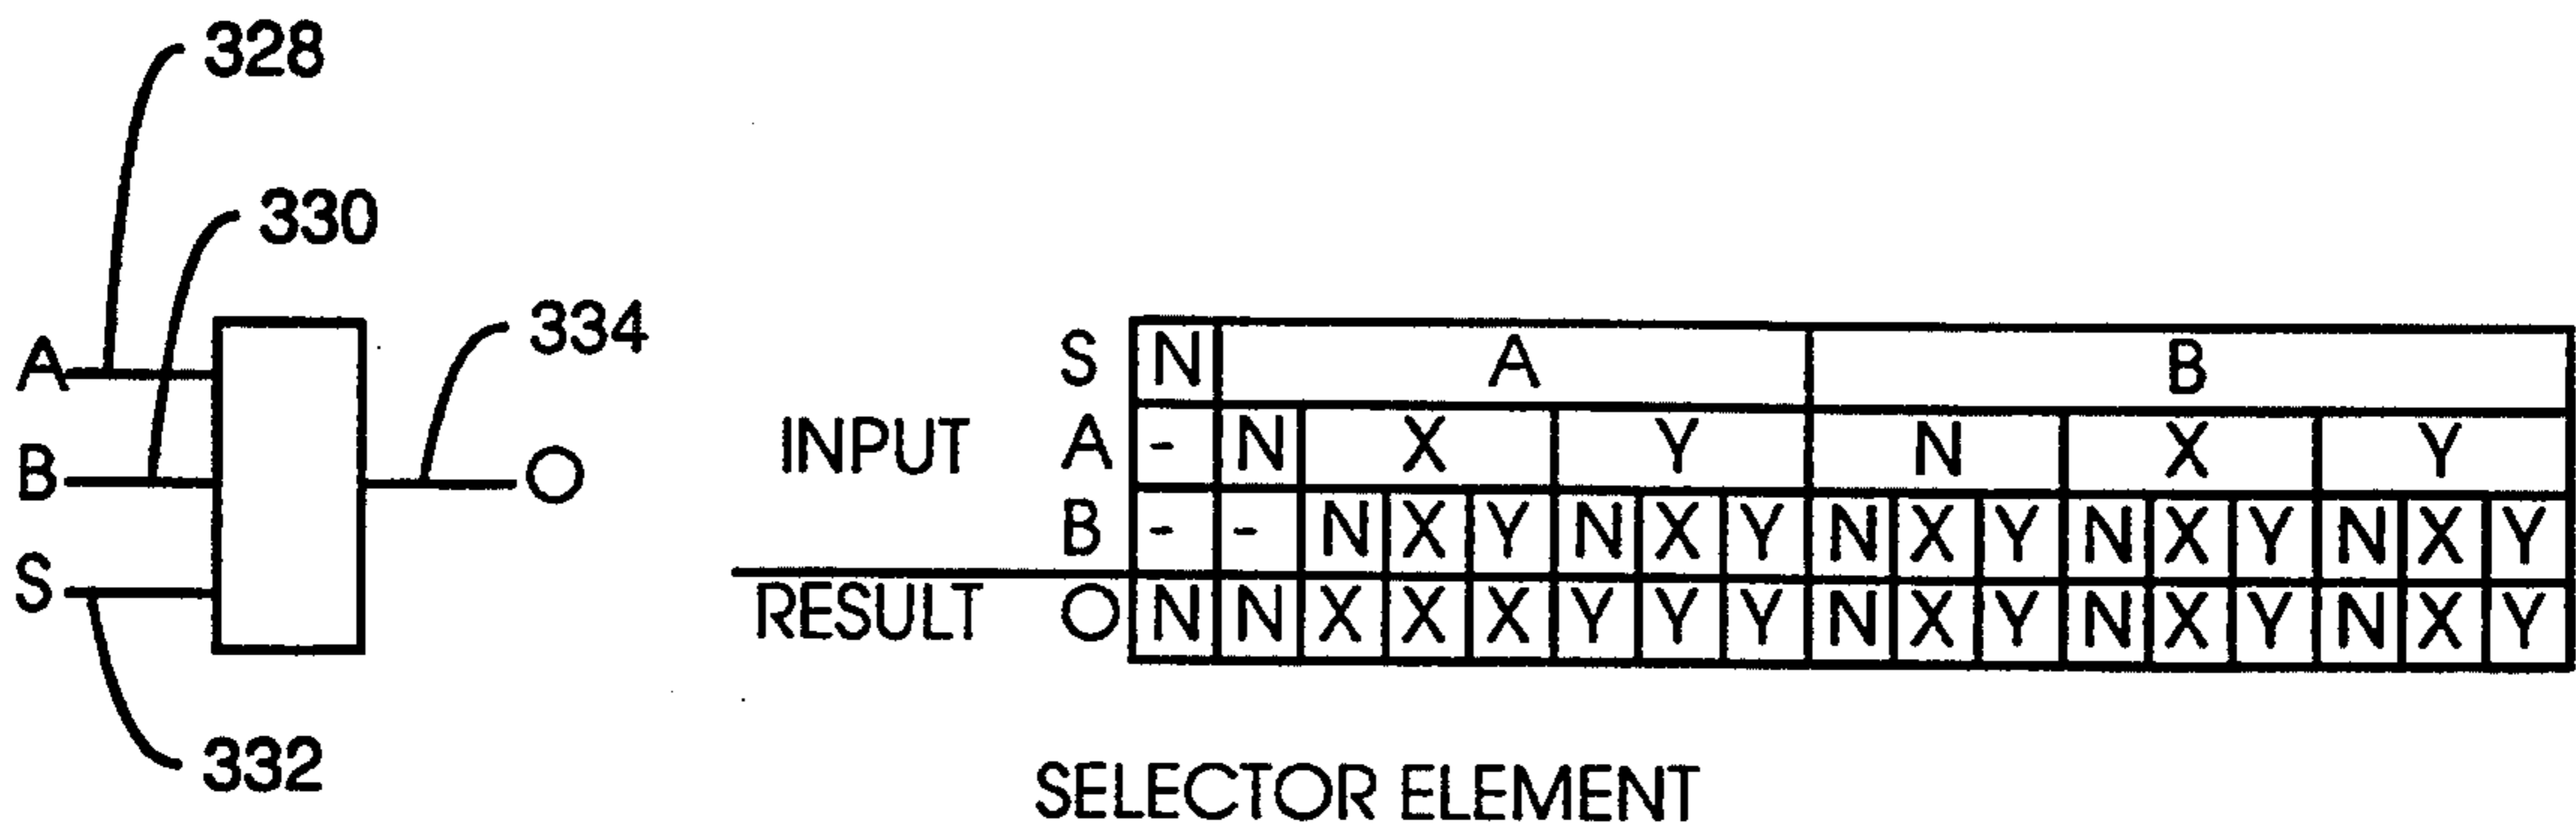 328
330
334
A
B
S
O
332
S N A B
INPUT A - N X Y N X Y
B - - N X Y N X Y N X Y N X Y N X Y
RESULT O N N X X X Y Y Y N X Y N X Y N X Y
SELECTOR ELEMENT